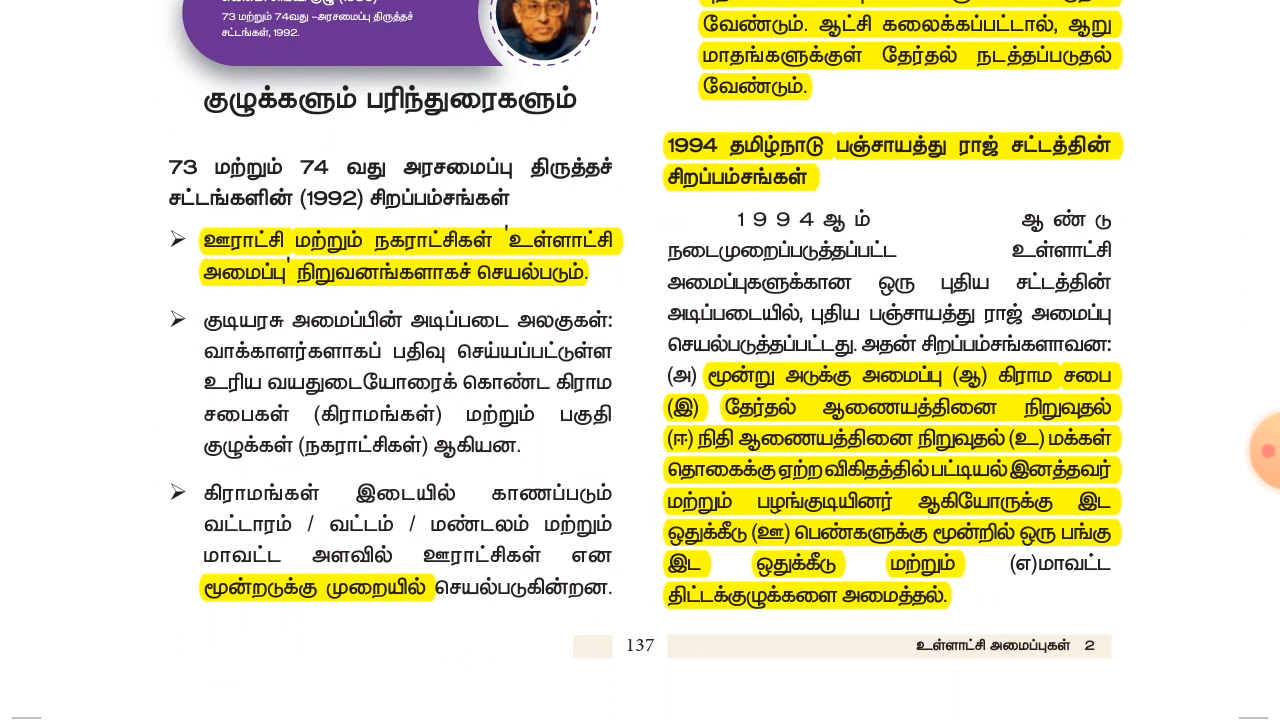 73 மற்றும் 74வது –அரசமைப்பு திருத்தச்
சட்டங்கள், 1992.
குழுக்களும் பரிந்துரைகளும்
73 மற்றும் 74 வது அரசமைப்பு திருத்தச்
சட்டங்களின் (1992) சிறப்பம்சங்கள்
➢ ஊராட்சி மற்றும் நகராட்சிகள் 'உள்ளாட்சி
அமைப்பு' நிறுவனங்களாகச் செயல்படும்.
➢ குடியரசு அமைப்பின் அடிப்படை அலகுகள்:
வாக்காளர்களாகப் பதிவு செய்யப்பட்டுள்ள
உரிய வயதுடையோரைக் கொண்ட கிராம
சபைகள் (கிராமங்கள்) மற்றும் பகுதி
குழுக்கள் (நகராட்சிகள்) ஆகியன.
➢ கிராமங்கள் இடையில் காணப்படும்
வட்டாரம் / வட்டம் / மண்டலம் மற்றும்
மாவட்ட அளவில் ஊராட்சிகள் என
மூன்றடுக்கு முறையில் செயல்படுகின்றன.
வேண்டும். ஆட்சி கலைக்கப்பட்டால், ஆறு
மாதங்களுக்குள் தேர்தல் நடத்தப்படுதல்
வேண்டும்.
1994 தமிழ்நாடு பஞ்சாயத்து ராஜ் சட்டத்தின்
சிறப்பம்சங்கள்
1994ஆம் ஆண்டு
நடைமுறைப்படுத்தப்பட்ட உள்ளாட்சி
அமைப்புகளுக்கான ஒரு புதிய சட்டத்தின்
அடிப்படையில், புதிய பஞ்சாயத்து ராஜ் அமைப்பு
செயல்படுத்தப்பட்டது. அதன் சிறப்பம்சங்களாவன:
(அ) மூன்று அடுக்கு அமைப்பு (ஆ) கிராம சபை
(இ) தேர்தல் ஆணையத்தினை நிறுவுதல்
(ஈ) நிதி ஆணையத்தினை நிறுவுதல் (உ) மக்கள்
தொகைக்கு ஏற்ற விகிதத்தில் பட்டியல் இனத்தவர்
மற்றும் பழங்குடியினர் ஆகியோருக்கு இட
ஒதுக்கீடு (ஊ) பெண்களுக்கு மூன்றில் ஒரு பங்கு
இட ஒதுக்கீடு மற்றும் (எ)மாவட்ட
திட்டக்குழுக்களை அமைத்தல்.
137 உள்ளாட்சி அமைப்புகள் 2